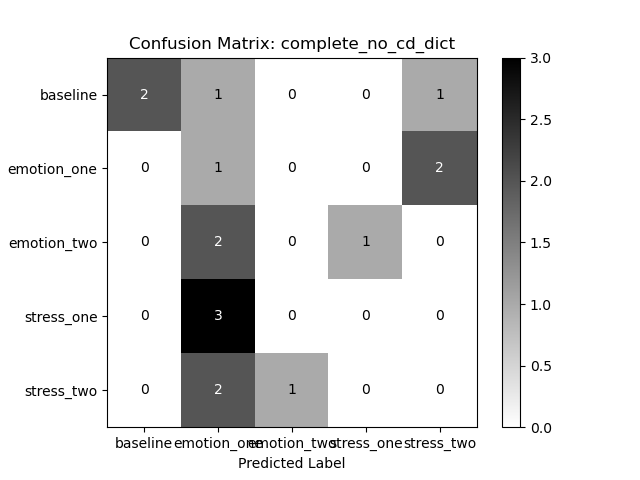 Confusion Matrix: complete_no_cd_dict
baseline 2 1 0 0 1
emotion_one 0 1 0 0 2
emotion_two 0 2 0 1 0
stress_one 0 3 0 0 0
stress_two 0 2 1 0 0
baseline emotion_one emotion_two stress_one stress_two
Predicted Label
3.0
2.5
2.0
1.5
1.0
0.5
0.0